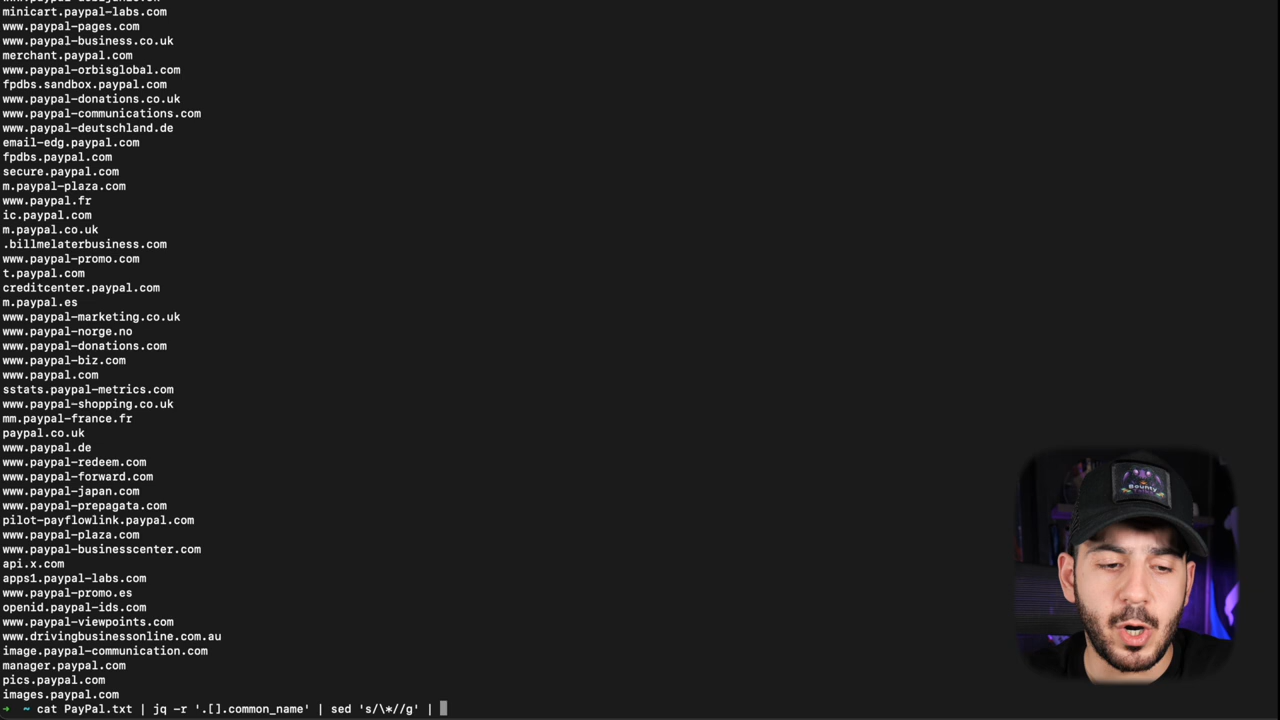 minicart.paypal-labs.com
www.paypal-pages.com
www.paypal-business.co.uk
merchant.paypal.com
www.paypal-orbisglobal.com
fpdbs.sandbox.paypal.com
www.paypal-donations.co.uk
www.paypal-communications.com
www.paypal-deutschland.de
email-edg.paypal.com
fpdbs.paypal.com
secure.paypal.com
m.paypal-plaza.com
www.paypal.fr
ic.paypal.com
m.paypal.co.uk
.billmelaterbusiness.com
www.paypal-promo.com
t.paypal.com
creditcenter.paypal.com
m.paypal.es
www.paypal-marketing.co.uk
www.paypal-norge.no
www.paypal-donations.com
www.paypal-biz.com
www.paypal.com
sstats.paypal-metrics.com
www.paypal-shopping.co.uk
mm.paypal-france.fr
paypal.co.uk
www.paypal.de
www.paypal-redeem.com
www.paypal-forward.com
www.paypal-japan.com
www.paypal-prepagata.com
pilot-payflowlink.paypal.com
www.paypal-plaza.com
www.paypal-businesscenter.com
api.x.com
apps1.paypal-labs.com
www.paypal-promo.es
openid.paypal-ids.com
www.paypal-viewpoints.com
www.drivingbusinessonline.com.au
image.paypal-communication.com
manager.paypal.com
pics.paypal.com
images.paypal.com
→ ~ cat PayPal.txt | jq -r '.[].common_name' | sed 's/\*//g' |
Bounty